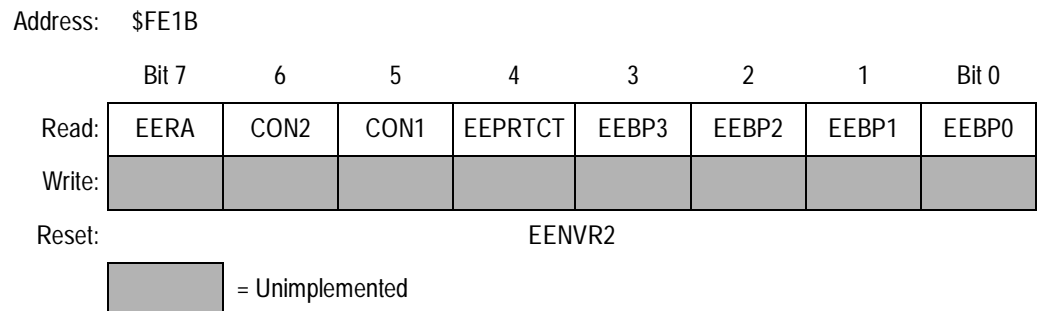 Address: $FE1B
Bit 7 6 5 4 3 2 1 Bit 0
Read: EERA CON2 CON1 EEPRTCT EEBP3 EEBP2 EEBP1 EEBP0
Write:
Reset: EENVR2
= Unimplemented